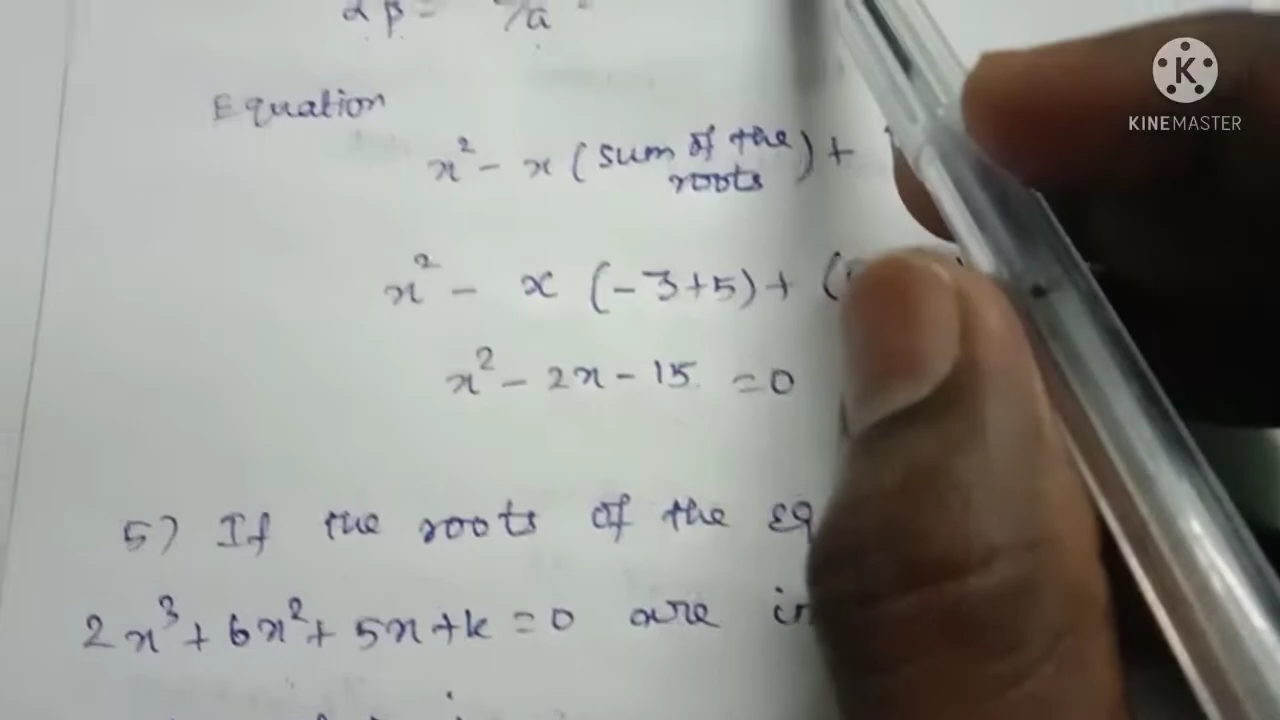 αβ = /a
Equation
x² - x (sum of the roots) +
x² - x (-3+5) + (
x² - 2x - 15 = 0
5) If the roots of the
2x³ + 6x² + 5x + k = 0 are
KINEMASTER